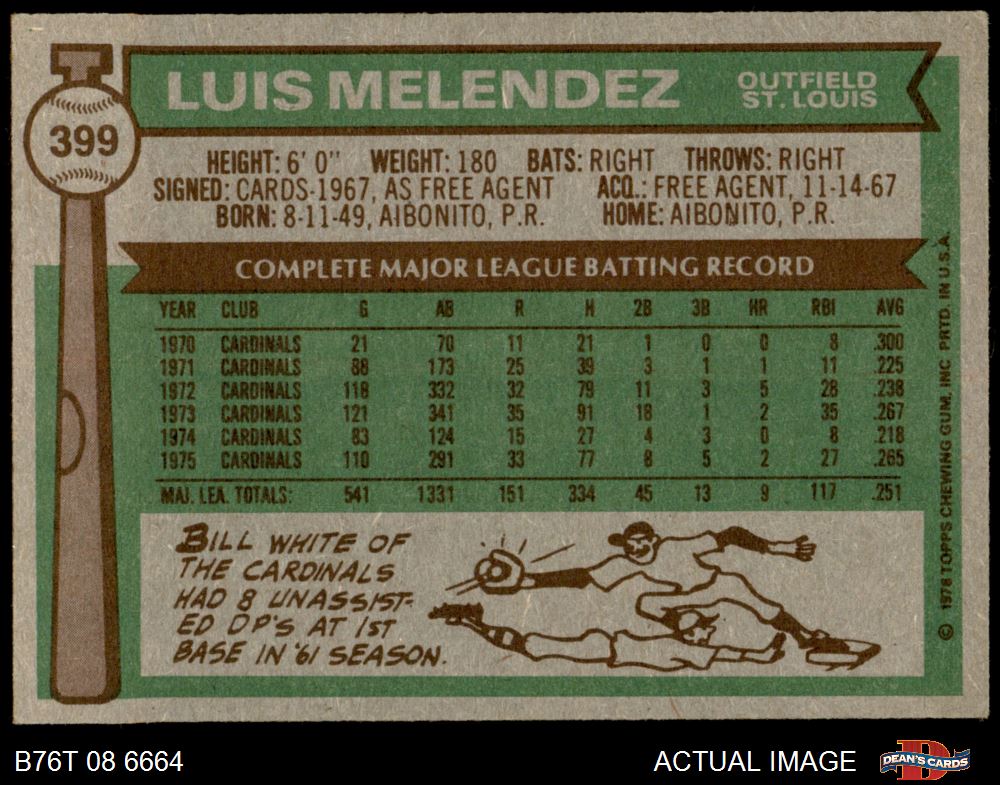 399
LUIS MELENDEZ
OUTFIELD
ST. LOUIS
HEIGHT: 6' 0" WEIGHT: 180 BATS: RIGHT THROWS: RIGHT
SIGNED: CARDS-1967, AS FREE AGENT ACQ.: FREE AGENT, 11-14-67
BORN: 8-11-49, AIBONITO, P.R. HOME: AIBONITO, P.R.
COMPLETE MAJOR LEAGUE BATTING RECORD
YEAR CLUB G AB R H 2B 3B HR RBI AVG
1970 CARDINALS 21 70 11 21 1 0 0 8 .300
1971 CARDINALS 88 173 25 39 3 1 1 11 .225
1972 CARDINALS 118 332 32 79 11 3 5 28 .238
1973 CARDINALS 121 341 35 91 18 1 2 35 .267
1974 CARDINALS 83 124 15 27 4 3 0 8 .218
1975 CARDINALS 110 291 33 77 8 5 2 27 .265
MAJ. LEA. TOTALS: 541 1331 151 334 45 13 9 117 .251
BILL WHITE OF
THE CARDINALS
HAD 8 UNASSIST-
ED DP'S AT 1ST
BASE IN '61 SEASON.
© 1976 TOPPS CHEWING GUM, INC PRTD. IN U.S.A.
B76T 08 6664
ACTUAL IMAGE
D
DEAN'S CARDS